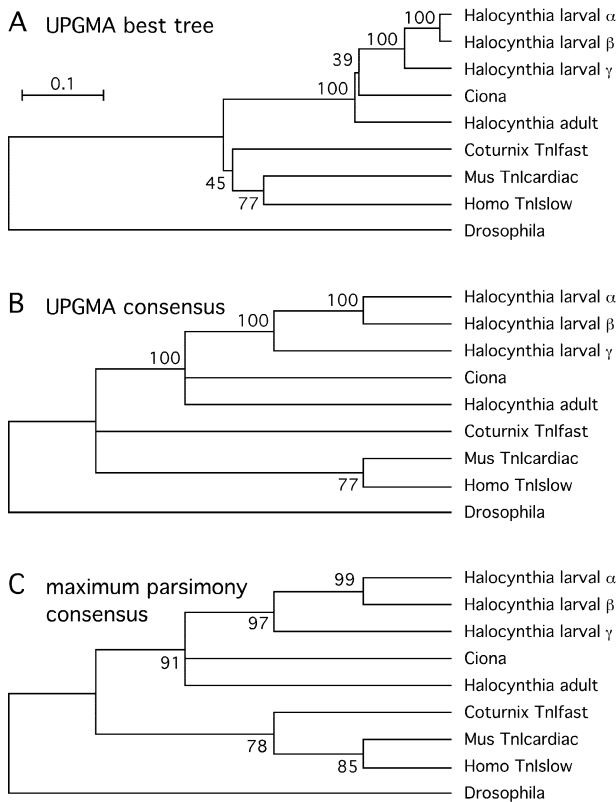 A UPGMA best tree
0.1
100 Halocynthia larval α
100 Halocynthia larval β
39 Halocynthia larval γ
100 Ciona
Halocynthia adult
Coturnix TnIfast
45 Mus TnIcardiac
77 Homo TnIslow
Drosophila
B UPGMA consensus
100 Halocynthia larval α
100 Halocynthia larval β
100 Halocynthia larval γ
Ciona
Halocynthia adult
Coturnix TnIfast
Mus TnIcardiac
77 Homo TnIslow
Drosophila
C maximum parsimony
consensus
99 Halocynthia larval α
Halocynthia larval β
97 Halocynthia larval γ
91 Ciona
Halocynthia adult
Coturnix TnIfast
78 Mus TnIcardiac
85 Homo TnIslow
Drosophila